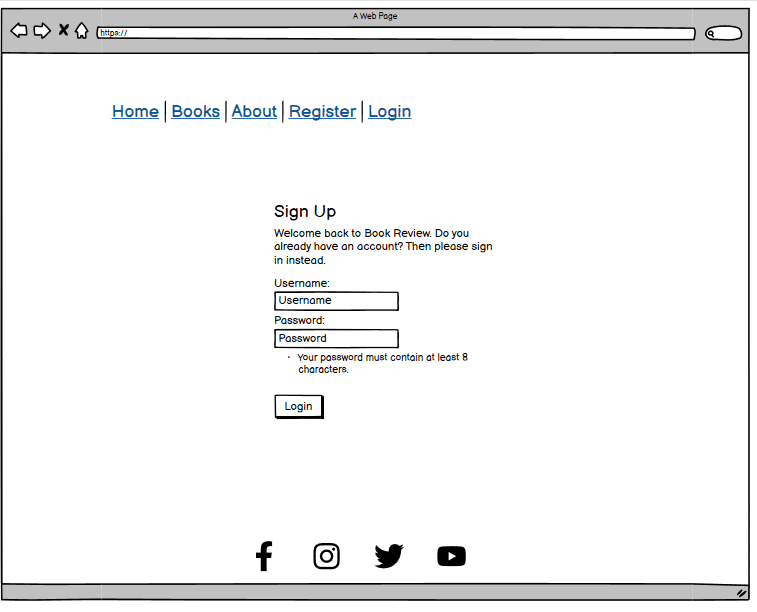 A Web Page
https://
Home | Books | About | Register | Login
Sign Up
Welcome back to Book Review. Do you
already have an account? Then please sign
in instead.
Username:
Username
Password:
Password
· Your password must contain at least 8
characters.
Login